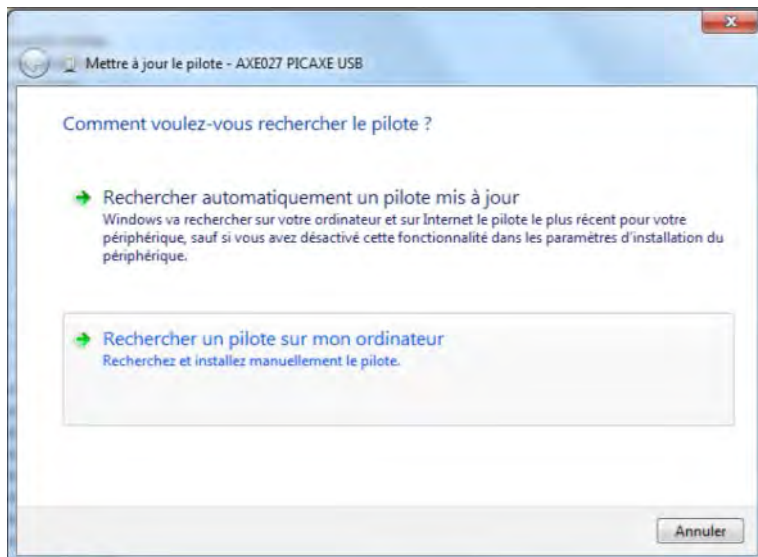 Mettre à jour le pilote - AXE027 PICAXE USB
Comment voulez-vous rechercher le pilote ?
Rechercher automatiquement un pilote mis à jour
Windows va rechercher sur votre ordinateur et sur Internet le pilote le plus récent pour votre
périphérique, sauf si vous avez désactivé cette fonctionnalité dans les paramètres d'installation du
périphérique.
Rechercher un pilote sur mon ordinateur
Recherchez et installez manuellement le pilote.
Annuler